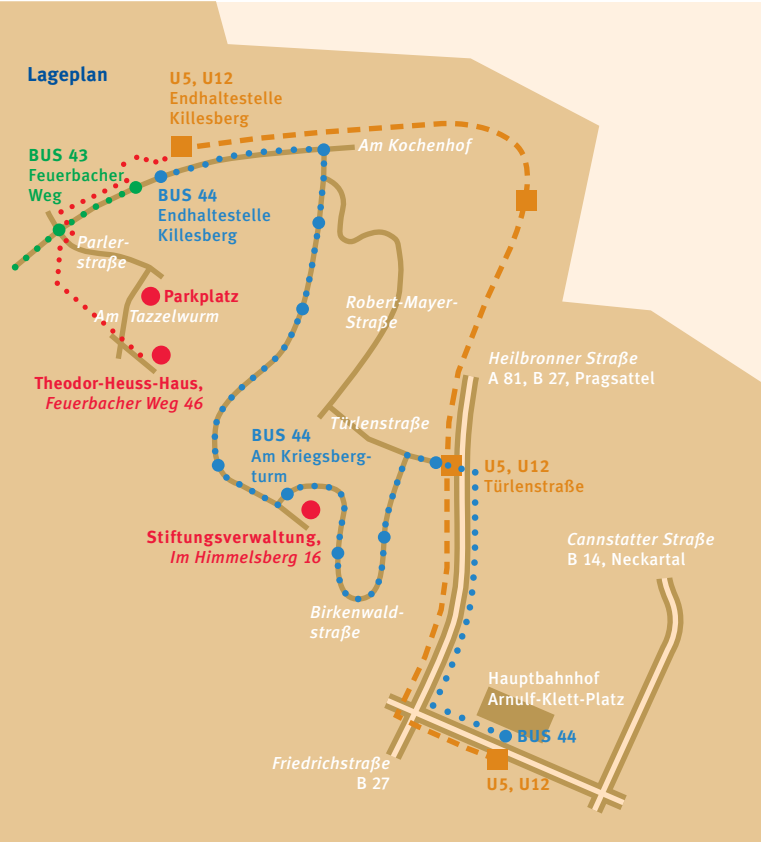 Lageplan
U5, U12
Endhaltestelle
Killesberg
Am Kochenhof
BUS 43
Feuerbacher
Weg
BUS 44
Endhaltestelle
Killesberg
Parler-
straße
Parkplatz
Am Tazzelwurm
Robert-Mayer-
Straße
Theodor-Heuss-Haus,
Feuerbacher Weg 46
Heilbronner Straße
A 81, B 27, Pragsattel
Türlenstraße
BUS 44
Am Kriegsberg-
turm
U5, U12
Türlenstraße
Stiftungsverwaltung,
Im Himmelsberg 16
Cannstatter Straße
B 14, Neckartal
Birkenwald-
straße
Hauptbahnhof
Arnulf-Klett-Platz
BUS 44
Friedrichstraße
B 27
U5, U12